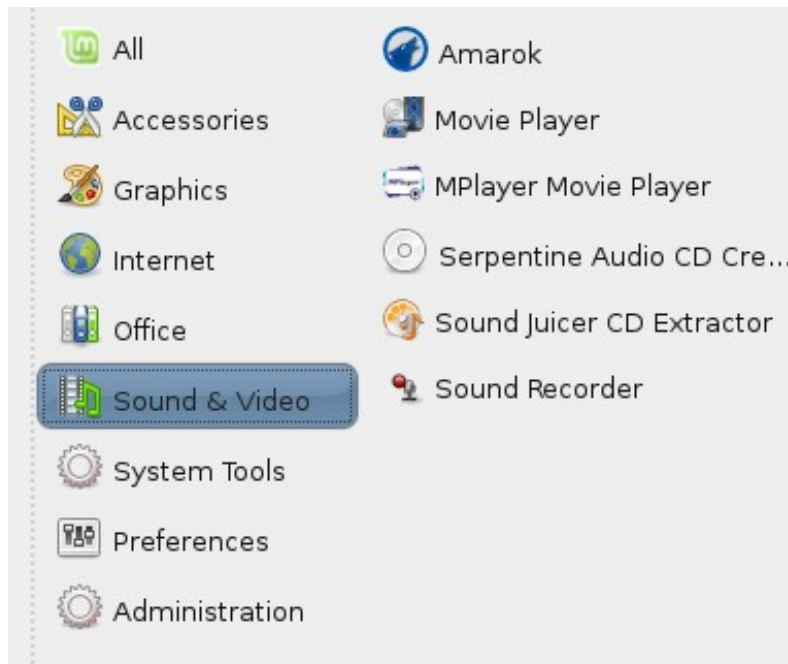 All
Accessories
Graphics
Internet
Office
Sound & Video
System Tools
Preferences
Administration
Amarok
Movie Player
MPlayer Movie Player
Serpentine Audio CD Cre...
Sound Juicer CD Extractor
Sound Recorder